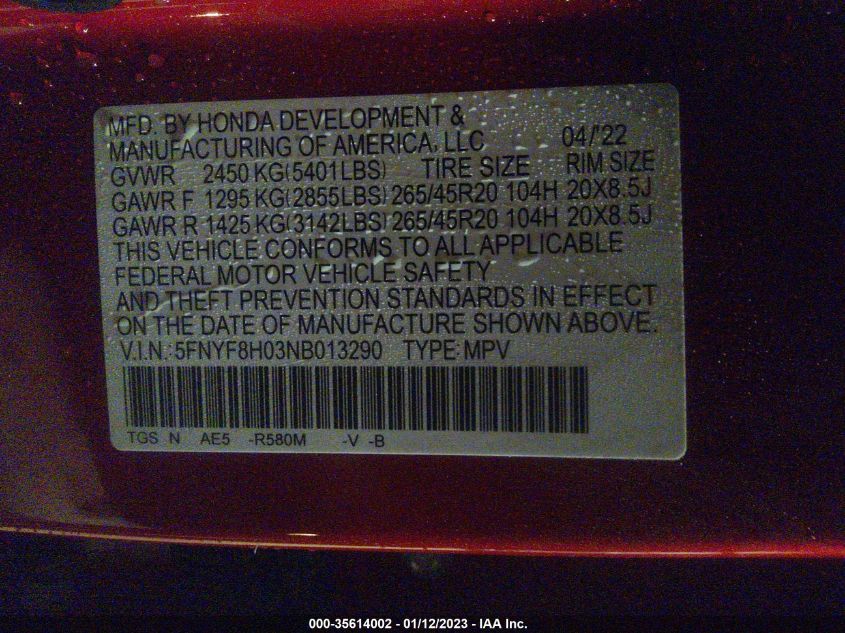 MFD. BY HONDA DEVELOPMENT &
MANUFACTURING OF AMERICA, LLC 04/'22
GVWR 2450 KG(5401LBS) TIRE SIZE RIM SIZE
GAWR F 1295 KG(2855LBS) 265/45R20 104H 20X8.5J
GAWR R 1425 KG(3142LBS) 265/45R20 104H 20X8.5J
THIS VEHICLE CONFORMS TO ALL APPLICABLE
FEDERAL MOTOR VEHICLE SAFETY
AND THEFT PREVENTION STANDARDS IN EFFECT
ON THE DATE OF MANUFACTURE SHOWN ABOVE.
V.I.N.: 5FNYF8H03NB013290 TYPE: MPV
TGS N AE5 -R580M -V -B
000-35614002 - 01/12/2023 - IAA Inc.